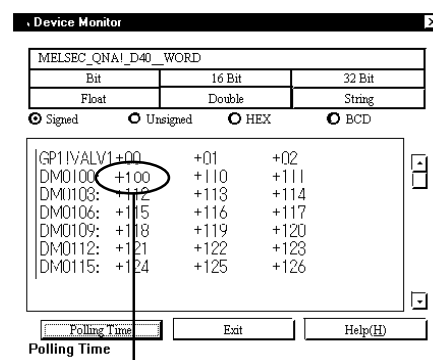 Device Monitor
MELSEC_QNA!_D40__WORD
Bit 16 Bit 32 Bit
Float Double String
Signed Unsigned HEX BCD
GP1!VALV1 +00 +01 +02
DM0100: +100 +110 +111
DM0103: +112 +113 +114
DM0106: +115 +116 +117
DM0109: +118 +119 +120
DM0112: +121 +122 +123
DM0115: +124 +125 +126
Polling Time Exit Help(H)
Polling Time